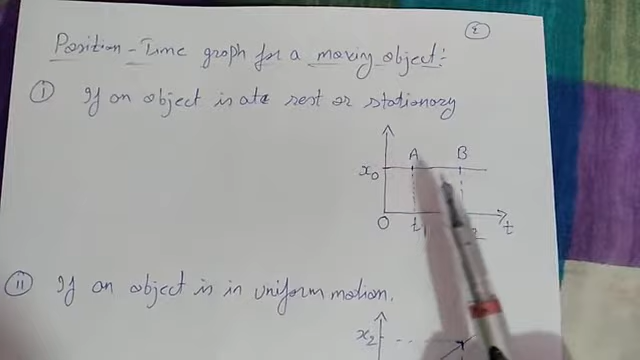 ε
Position - Time graph for a moving object:
i If an object is at rest or stationary
A B
x0
O t1 2 t
ii If an object is in uniform motion.
x2